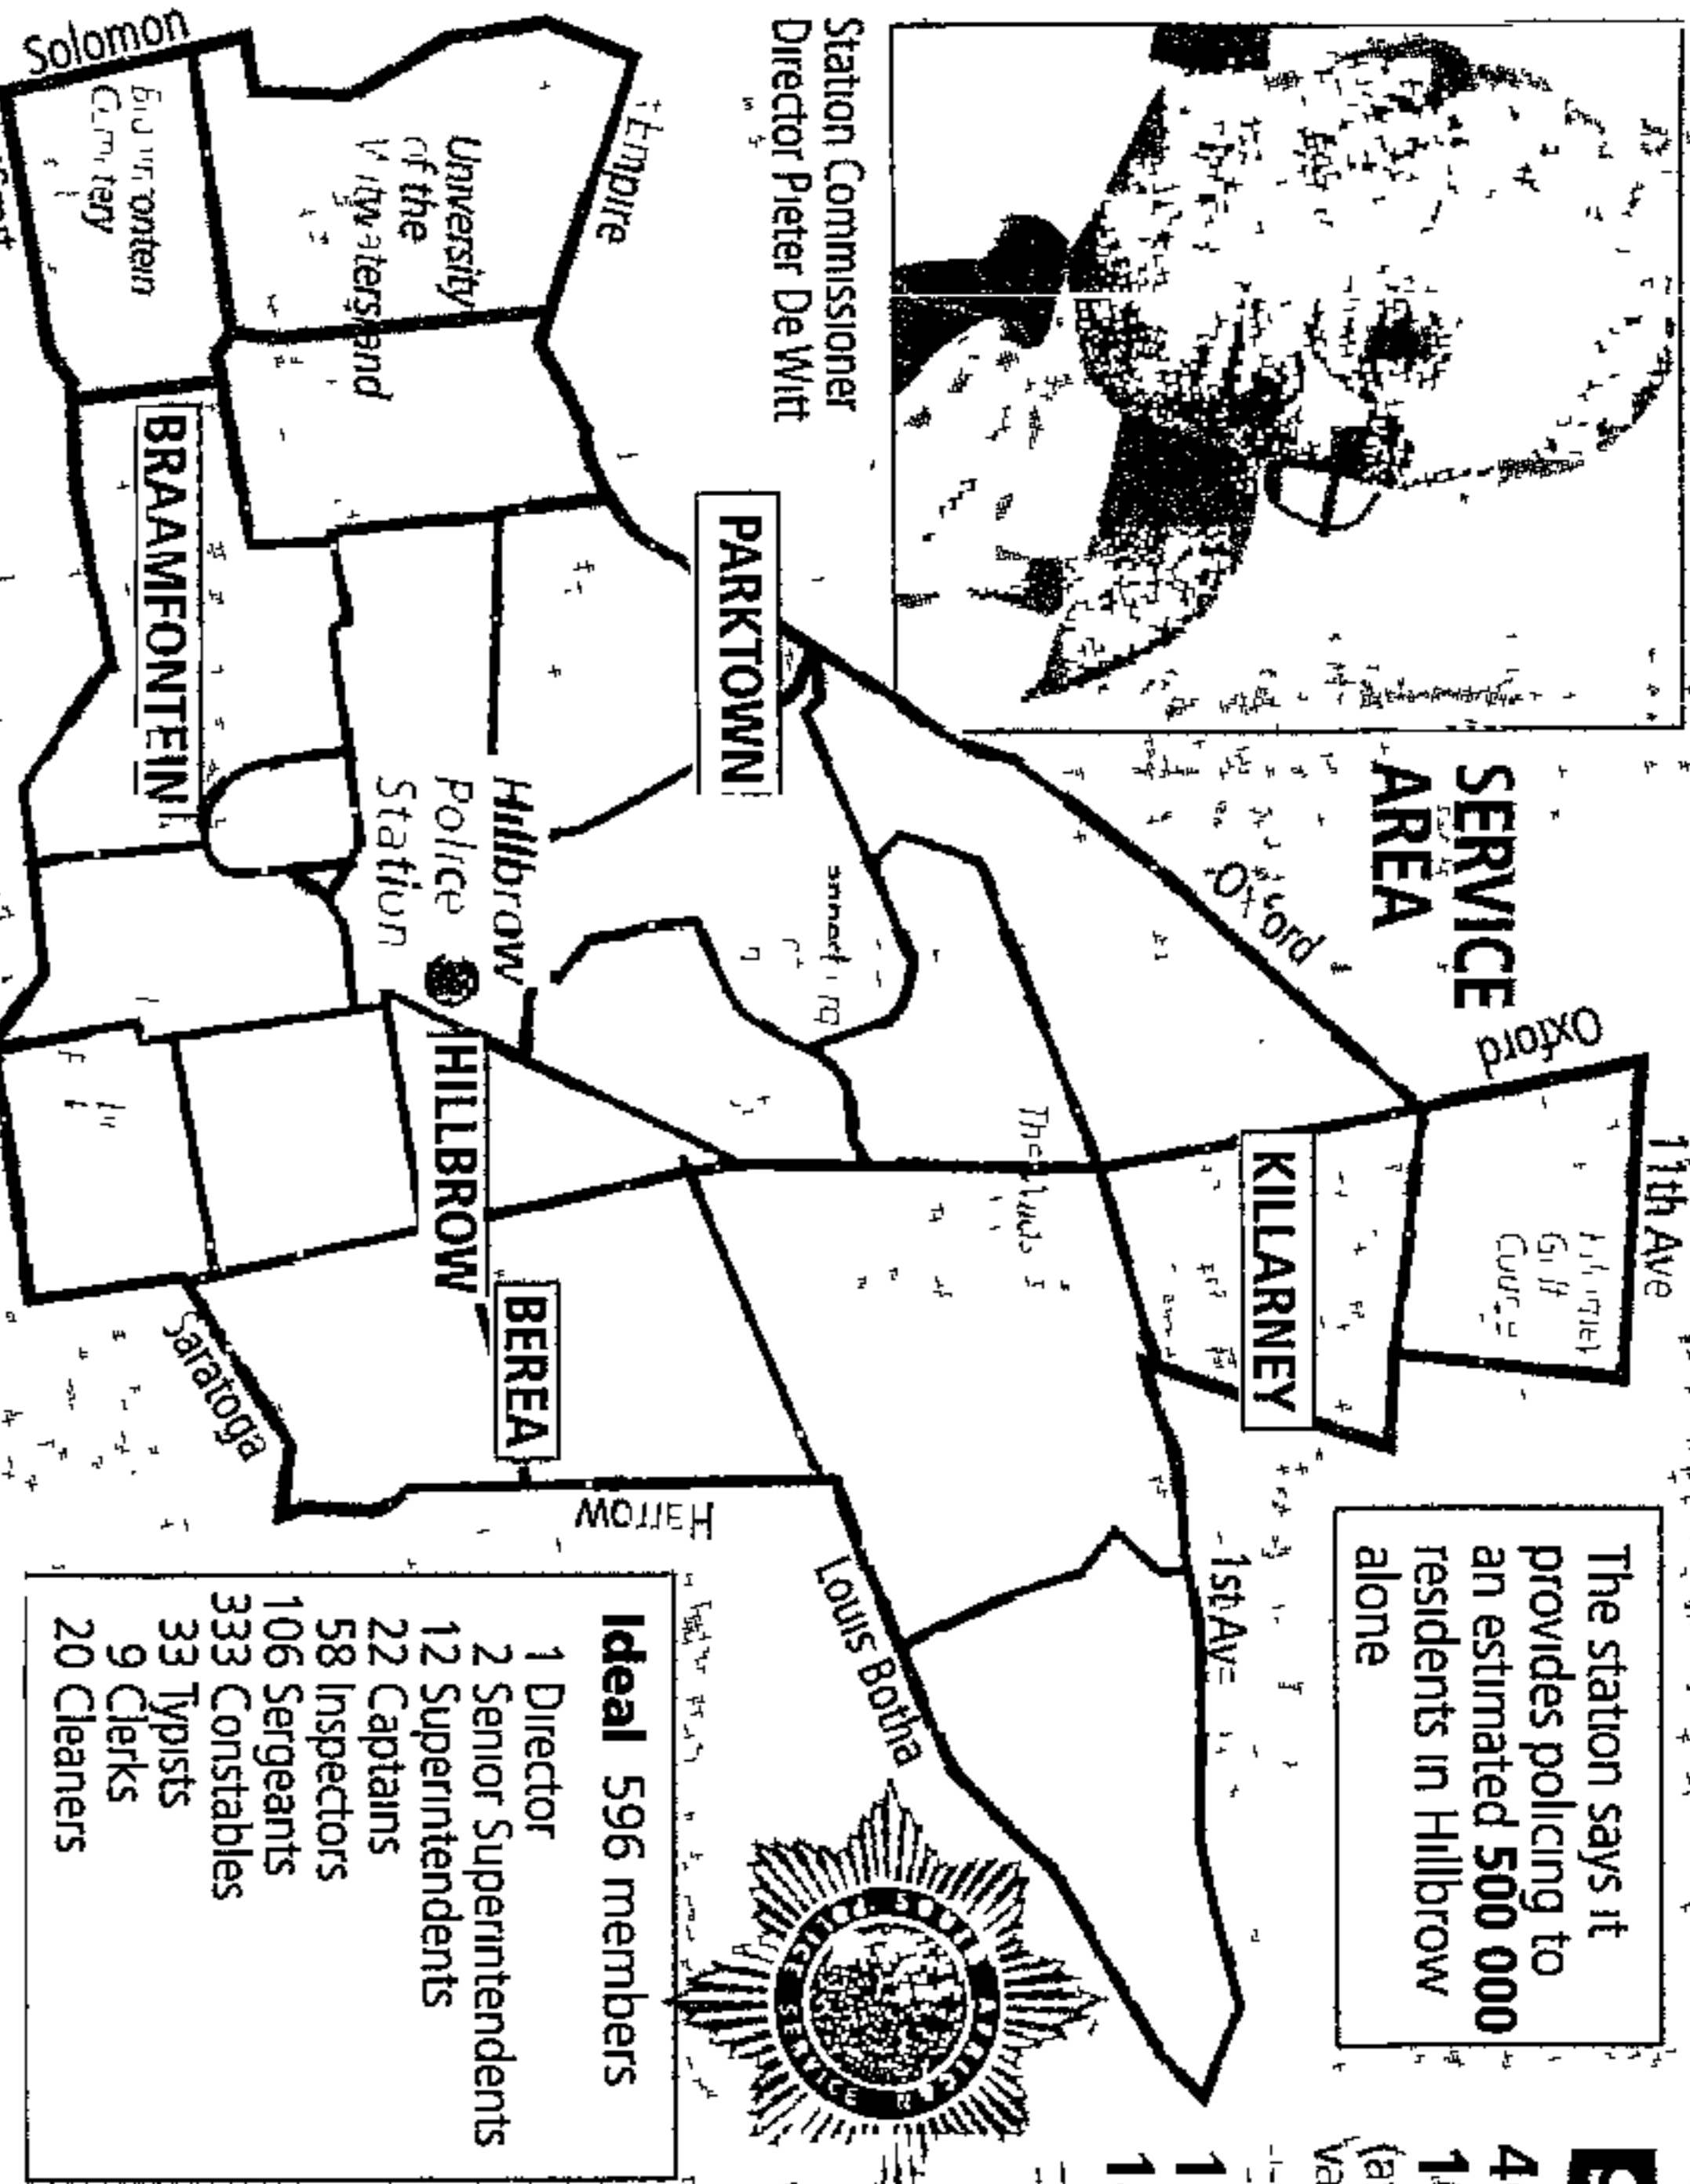 Station Commissioner
Director Pieter De Witt
SERVICE
AREA
The station says it
provides policing to
an estimated 500 000
residents in Hillbrow
alone
11th Ave
Oxford
Oxford
KILLARNEY
1st Ave
Louis Botha
PARKTOWN
Empire
University
of the
Witwatersrand
Solomon
BRAAMFONTEIN
Hillbrow
Police
Station
HILLBROW
BEREA
Harrow
Saratoga
Ideal 596 members
1 Director
2 Senior Superintendents
12 Superintendents
22 Captains
58 Inspectors
106 Sergeants
333 Constables
33 Typists
9 Clerks
20 Cleaners